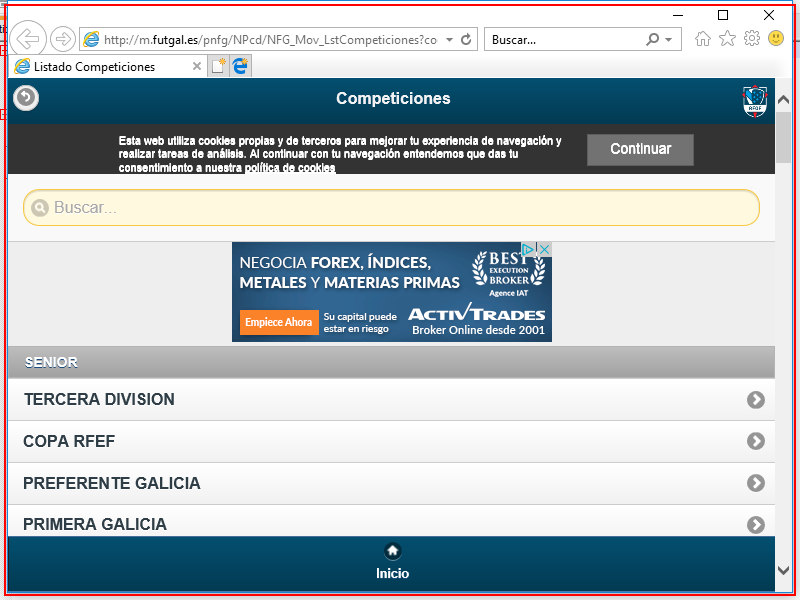 http://m.futgal.es/pnfg/NPcd/NFG_Mov_LstCompeticiones?co
Buscar...
Listado Competiciones
Competiciones
RFGF
Esta web utiliza cookies propias y de terceros para mejorar tu experiencia de navegación y
realizar tareas de análisis. Al continuar con tu navegación entendemos que das tu
consentimiento a nuestra política de cookies
Continuar
Buscar...
NEGOCIA FOREX, ÍNDICES,
METALES Y MATERIAS PRIMAS
BEST
EXECUTION
BROKER
Agence IAT
Empiece Ahora
Su capital puede
estar en riesgo
ACTIVTRADES
Broker Online desde 2001
SENIOR
TERCERA DIVISION
COPA RFEF
PREFERENTE GALICIA
PRIMERA GALICIA
Inicio